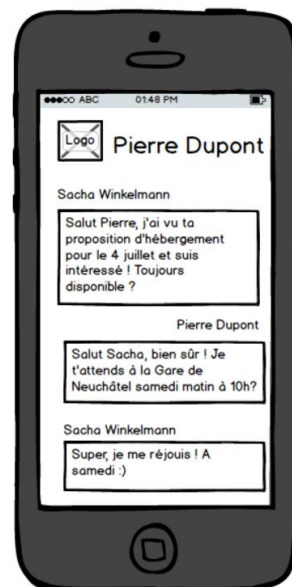 ABC 01:48 PM
Logo
Pierre Dupont
Sacha Winkelmann
Salut Pierre, j'ai vu ta
proposition d'hébergement
pour le 4 juillet et suis
intéressé ! Toujours
disponible ?
Pierre Dupont
Salut Sacha, bien sûr ! Je
t'attends à la Gare de
Neuchâtel samedi matin à 10h?
Sacha Winkelmann
Super, je me réjouis ! A
samedi :)